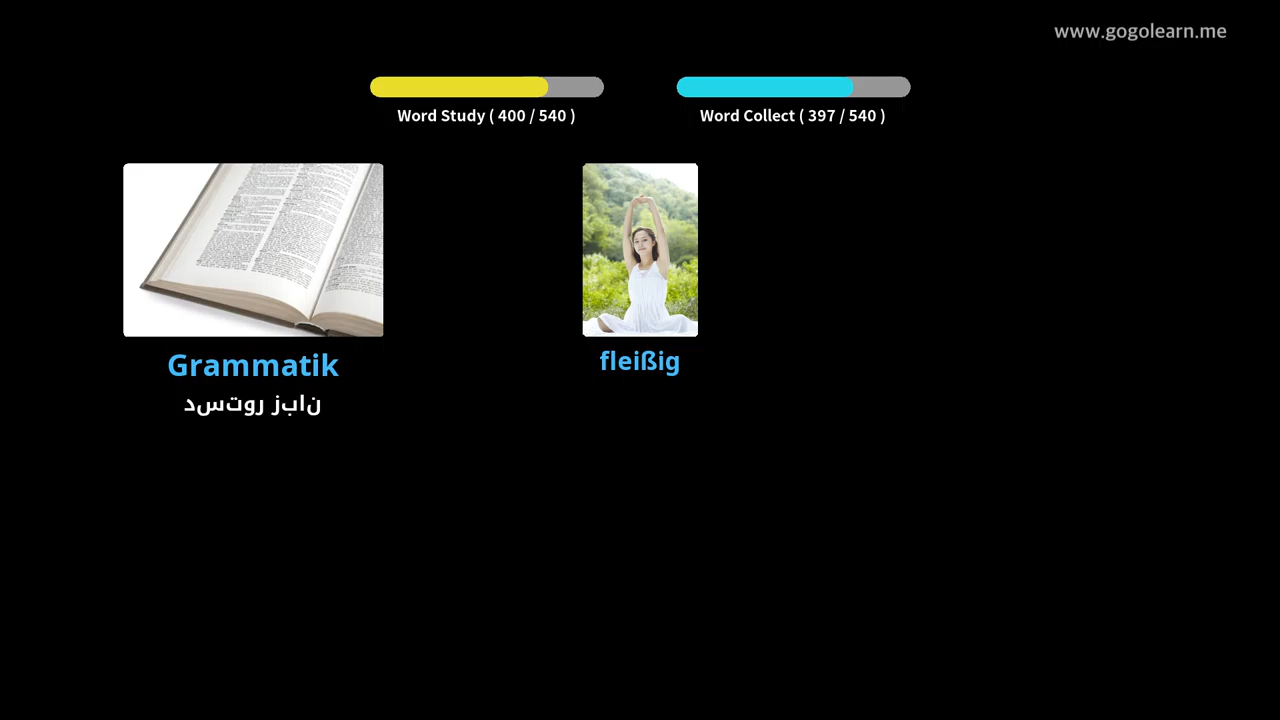 www.gogolearn.me
Word Study ( 400 / 540 )
Word Collect ( 397 / 540 )
Grammatik
دستور زبان
fleißig